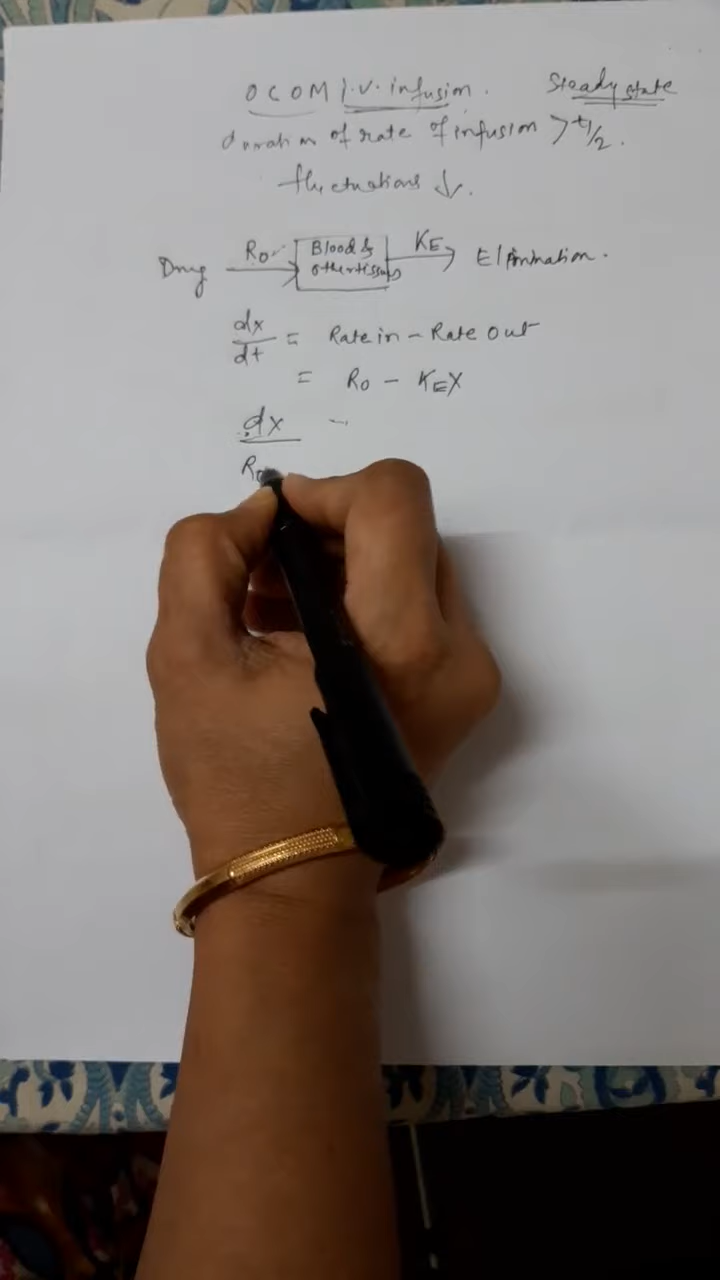 OCOM i.v. infusion. Steady state
duration of rate of infusion > t1/2.
fluctuations ↓.
Drug R0 Blood & other tissues KE Elimination.
dx/dt = Rate in - Rate out
= R0 - KEX
dx
R0